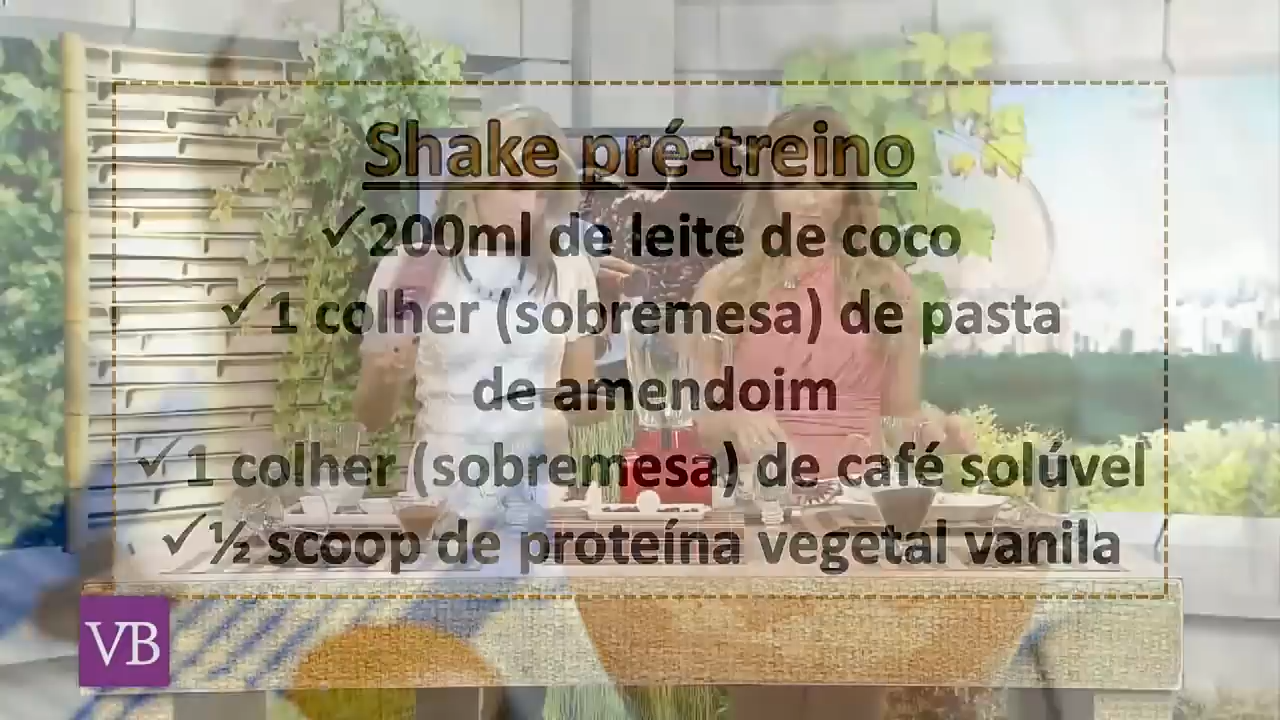 Shake pré-treino
✓200ml de leite de coco
✓1 colher (sobremesa) de pasta
de amendoim
✓1 colher (sobremesa) de café solúvel
✓½ scoop de proteína vegetal vanila
VB